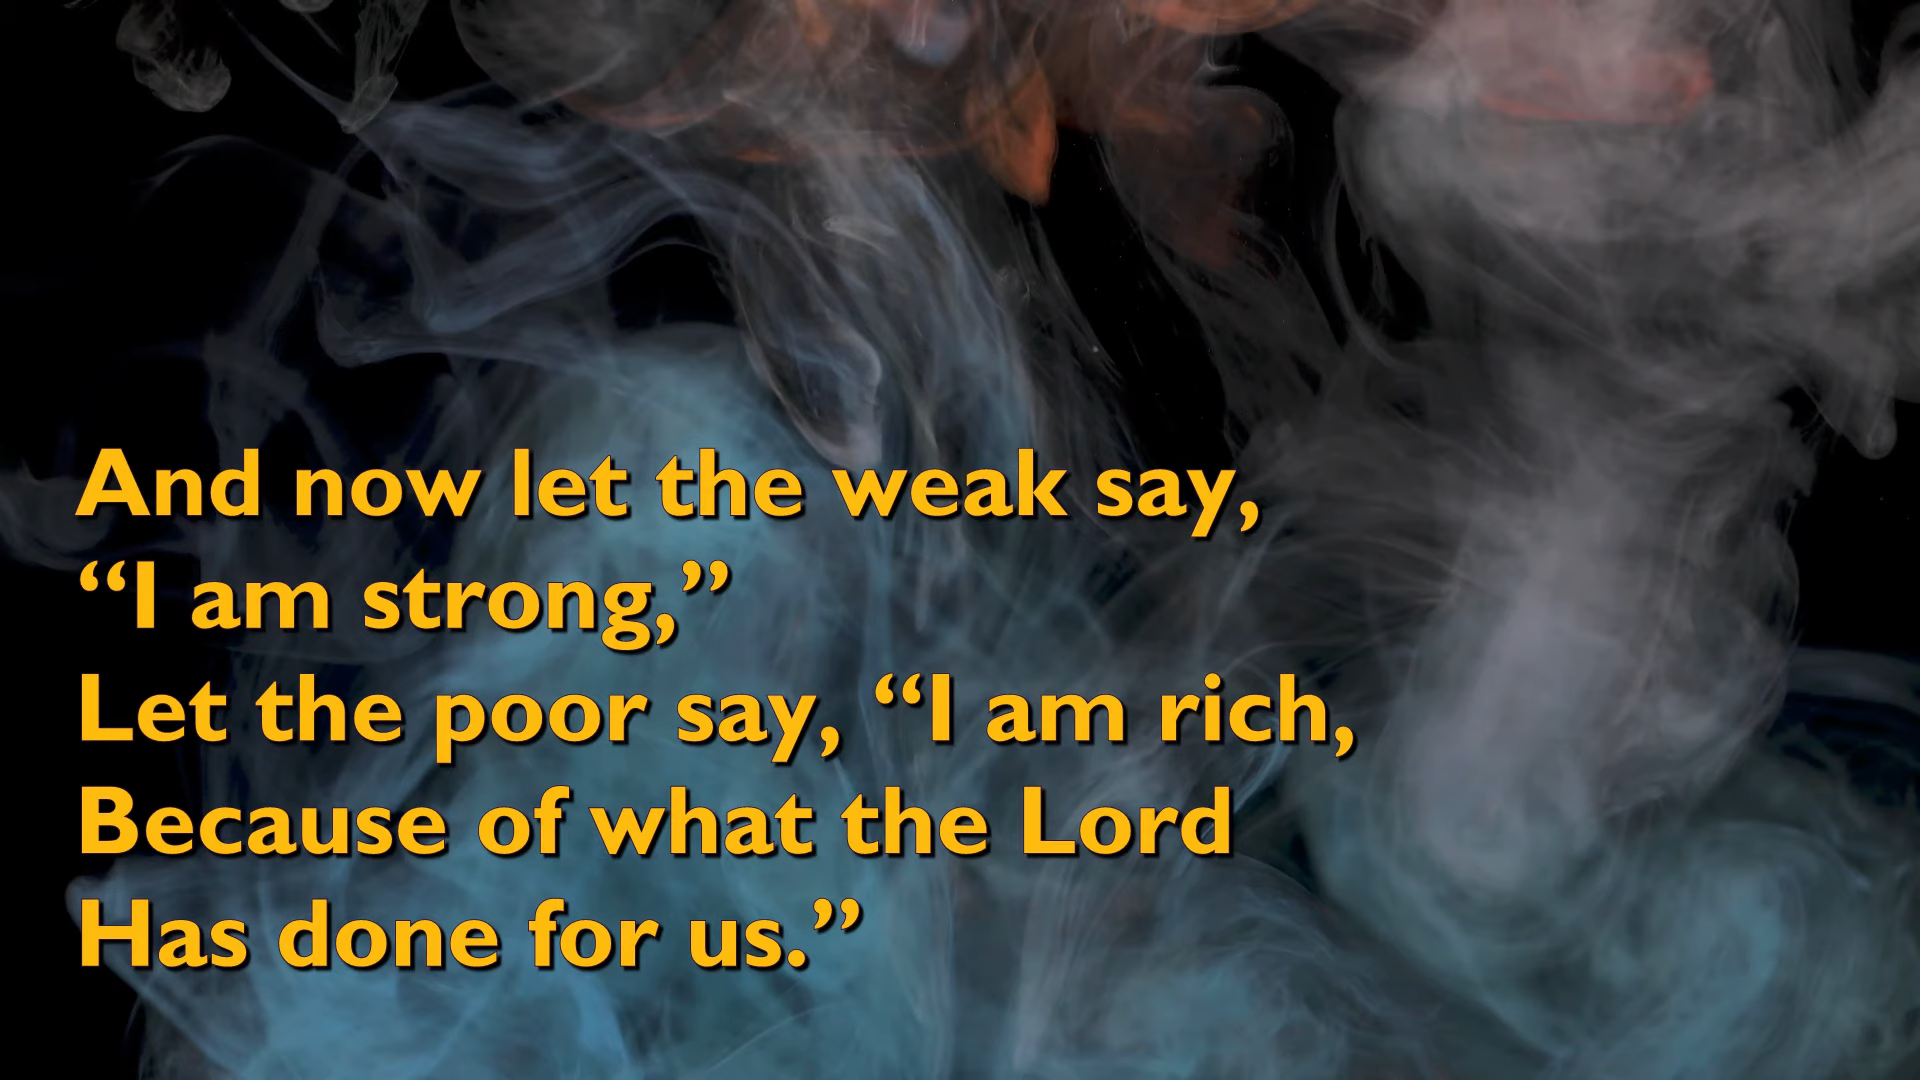 And now let the weak say,
“I am strong,”
Let the poor say, “I am rich,
Because of what the Lord
Has done for us.”